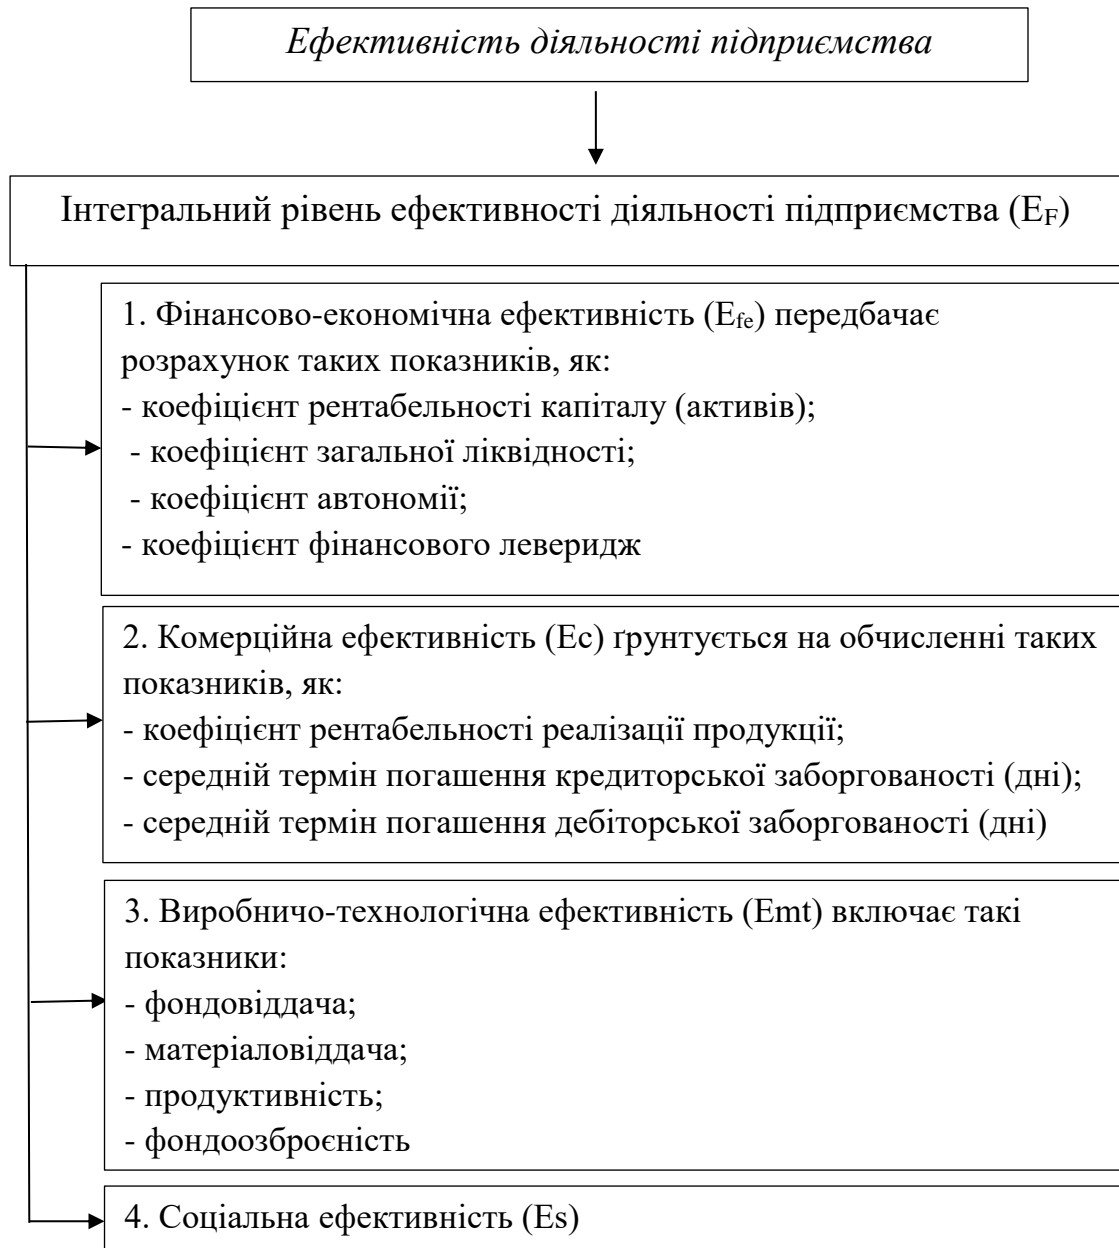 Ефективність діяльності підприємства
Інтегральний рівень ефективності діяльності підприємства (EF)
1. Фінансово-економічна ефективність (Efe) передбачає
розрахунок таких показників, як:
- коефіцієнт рентабельності капіталу (активів);
- коефіцієнт загальної ліквідності;
- коефіцієнт автономії;
- коефіцієнт фінансового леверидж
2. Комерційна ефективність (Ec) ґрунтується на обчисленні таких
показників, як:
- коефіцієнт рентабельності реалізації продукції;
- середній термін погашення кредиторської заборгованості (дні);
- середній термін погашення дебіторської заборгованості (дні)
3. Виробничо-технологічна ефективність (Emt) включає такі
показники:
- фондовіддача;
- матеріаловіддача;
- продуктивність;
- фондоозброєність
4. Соціальна ефективність (Es)